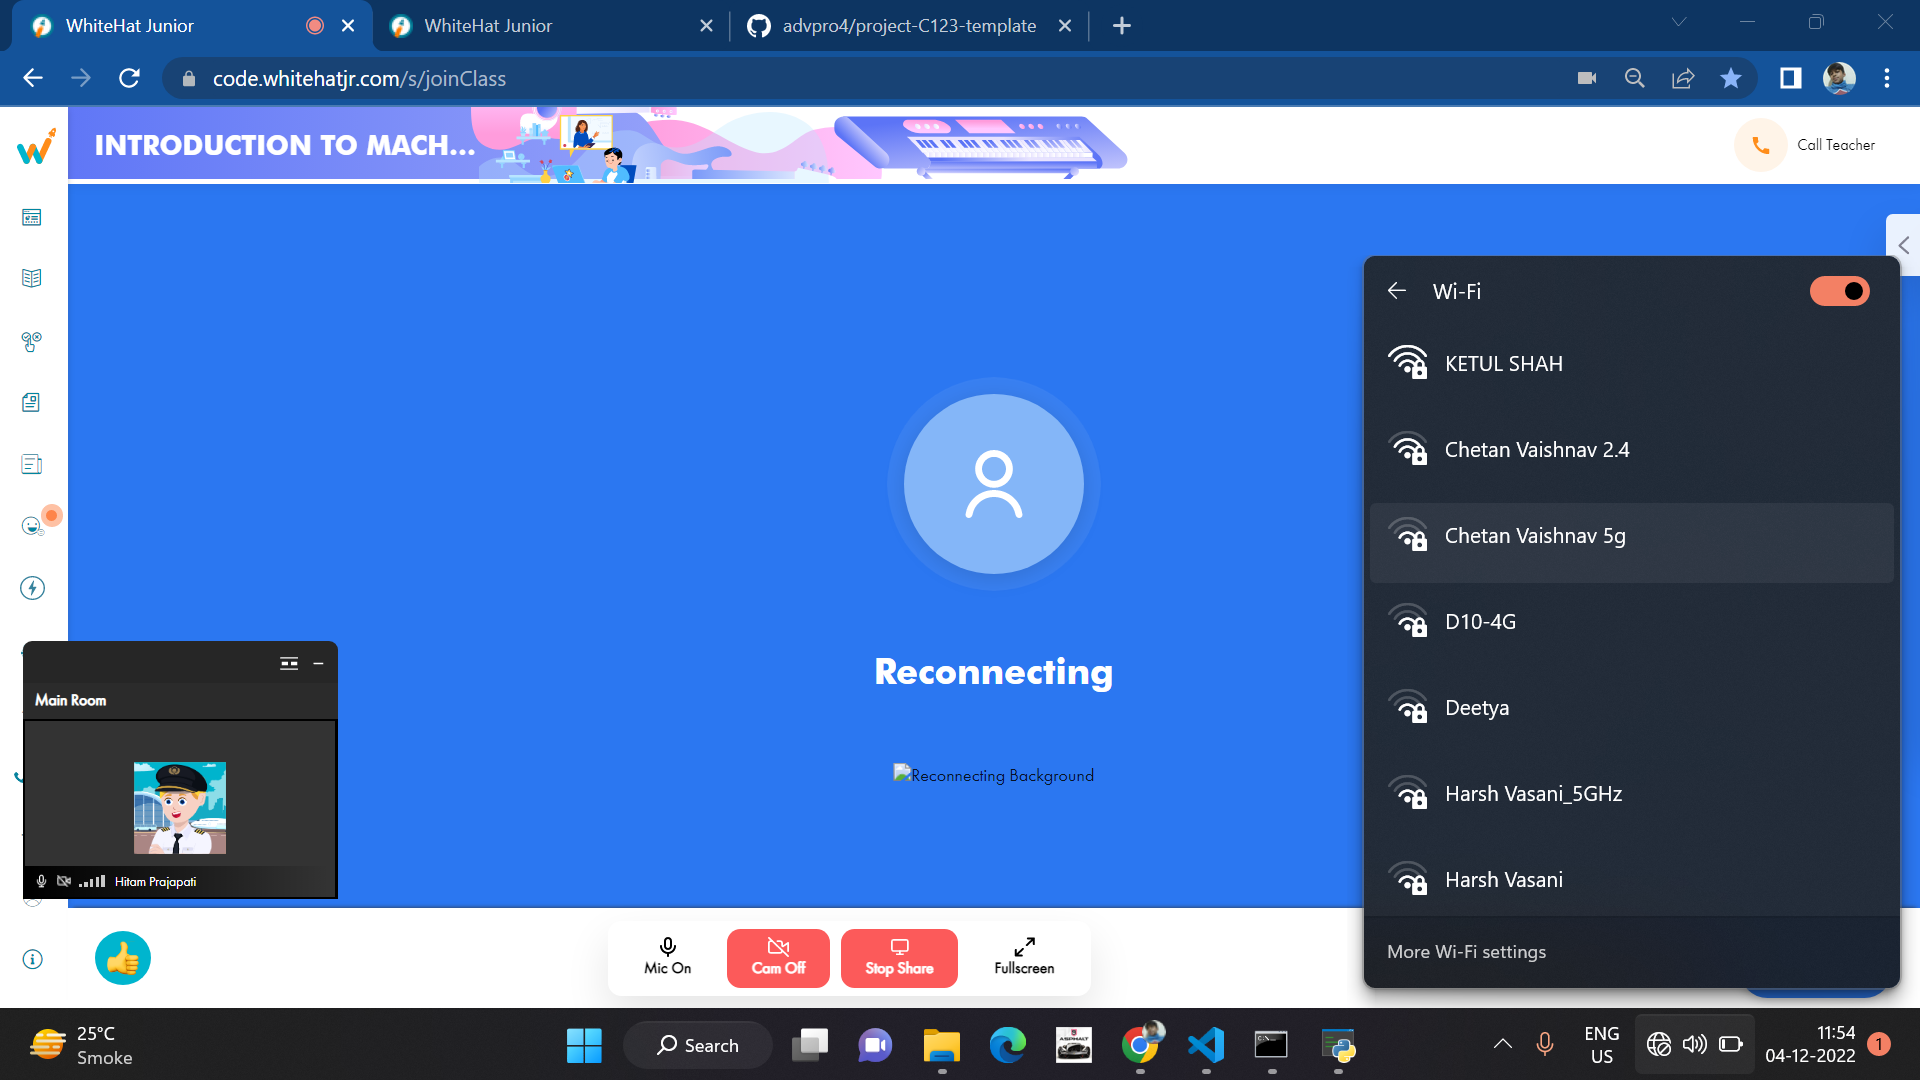 WhiteHat Junior
WhiteHat Junior
advpro4/project-C123-template
code.whitehatjr.com/s/joinClass
INTRODUCTION TO MACH...
Call Teacher
Wi-Fi
KETUL SHAH
Chetan Vaishnav 2.4
Chetan Vaishnav 5g
D10-4G
Deetya
Harsh Vasani_5GHz
Harsh Vasani
More Wi-Fi settings
Reconnecting
Reconnecting Background
Main Room
Hitam Prajapati
Mic On
Cam Off
Stop Share
Fullscreen
25°C
Smoke
Search
ASPHALT
ENG
US
11:54
04-12-2022
1